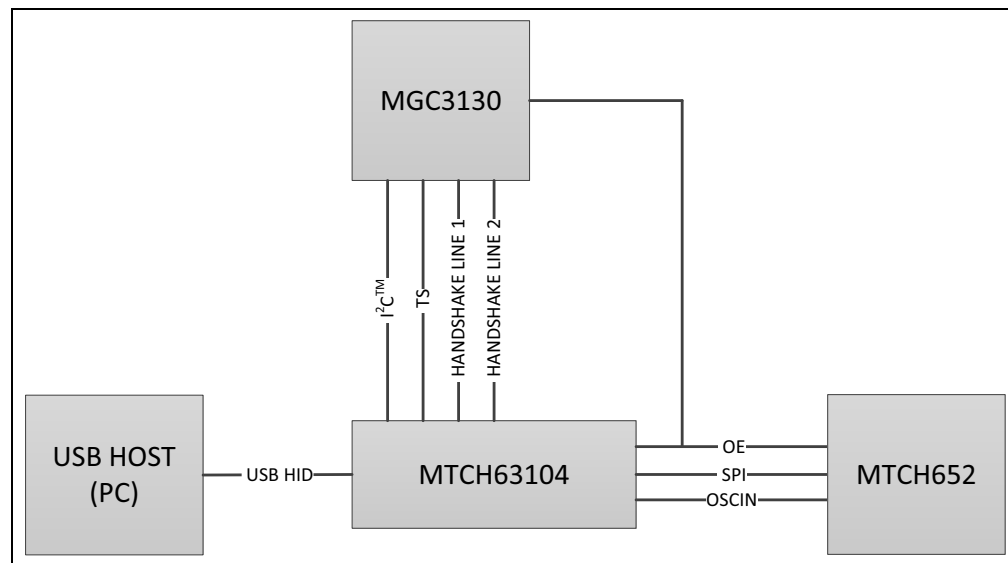 MGC3130
I²C™
TS
HANDSHAKE LINE 1
HANDSHAKE LINE 2
USB HOST
(PC)
USB HID
MTCH63104
OE
SPI
OSCIN
MTCH652